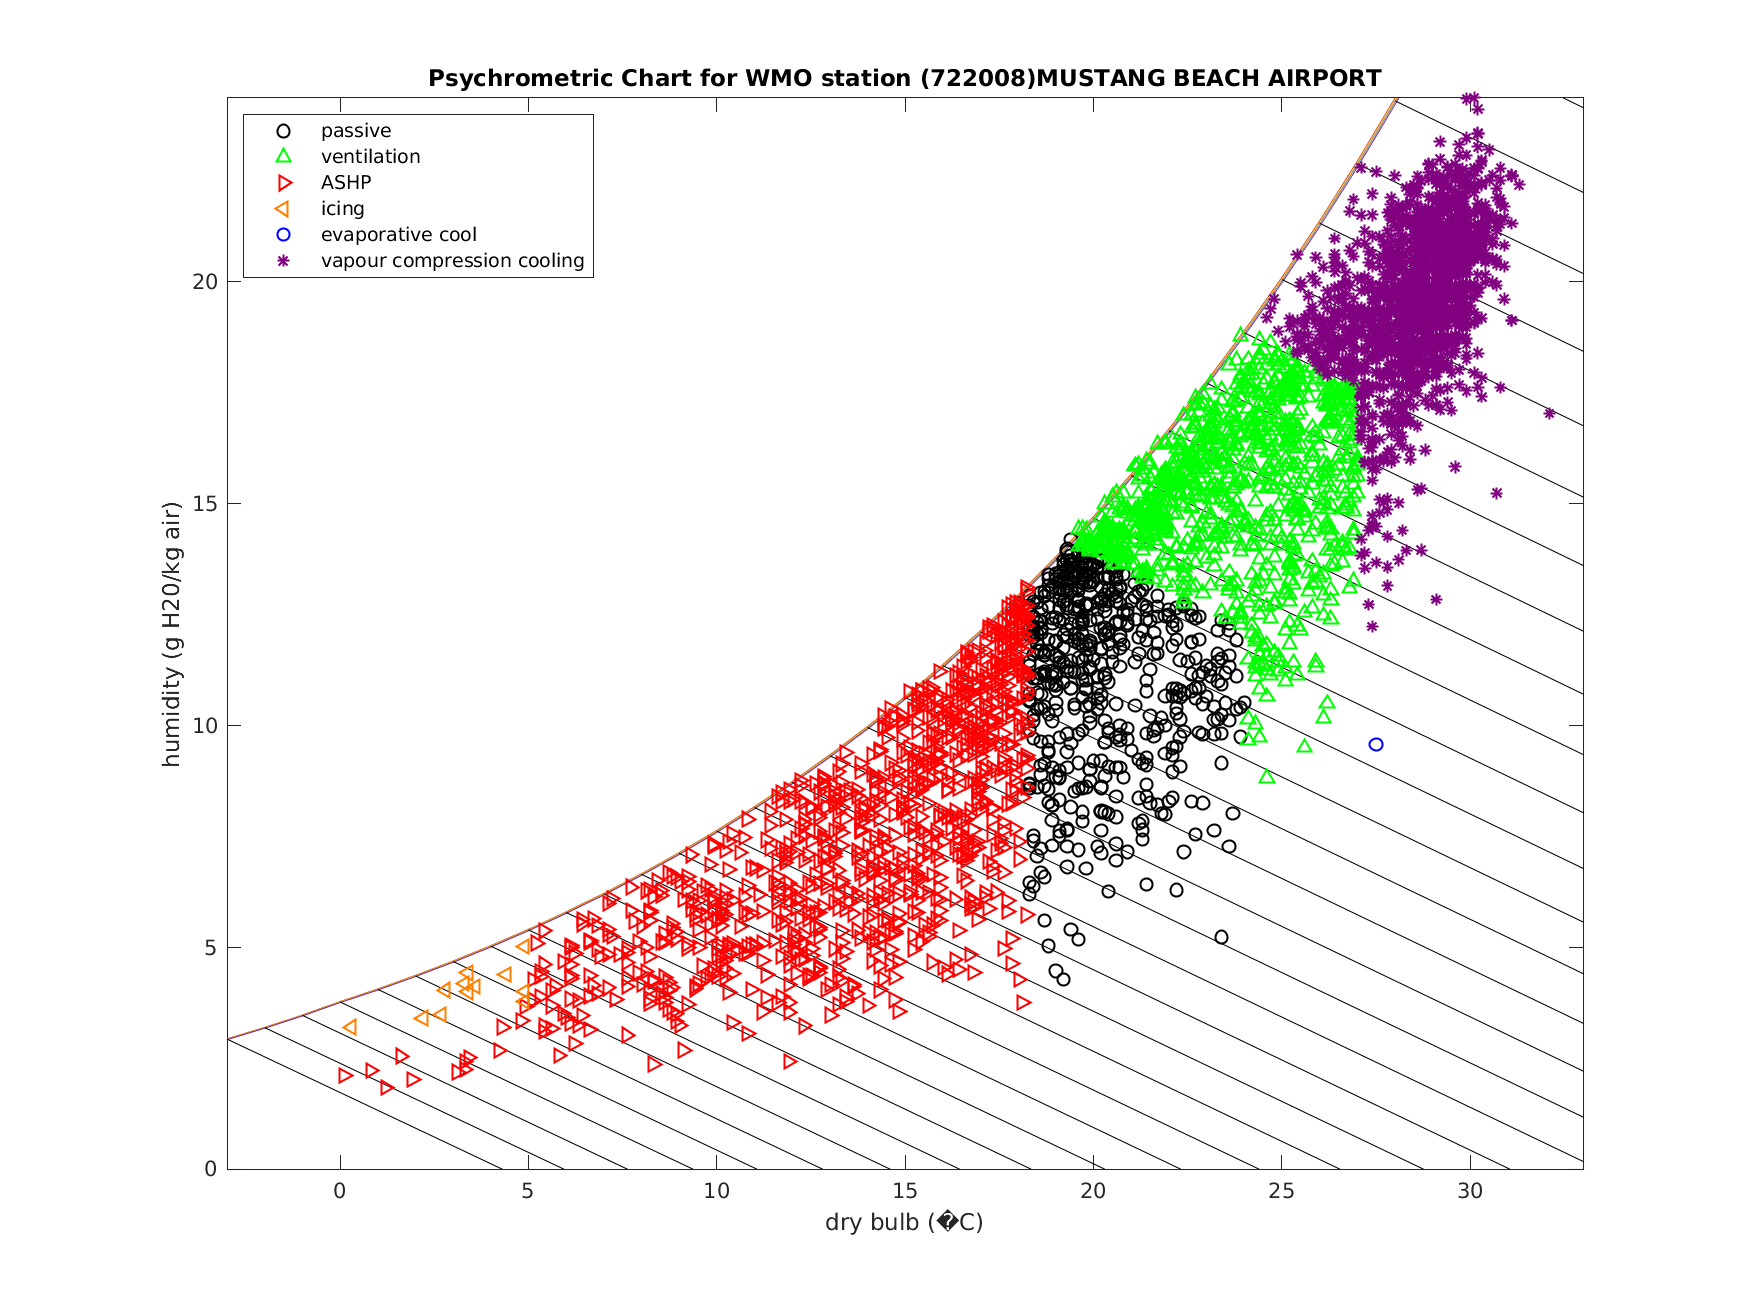 Psychrometric Chart for WMO station (722008)MUSTANG BEACH AIRPORT
passive
ventilation
ASHP
icing
evaporative cool
vapour compression cooling
humidity (g H20/kg air)
20
15
10
5
0
0 5 10 15 20 25 30
dry bulb (�C)